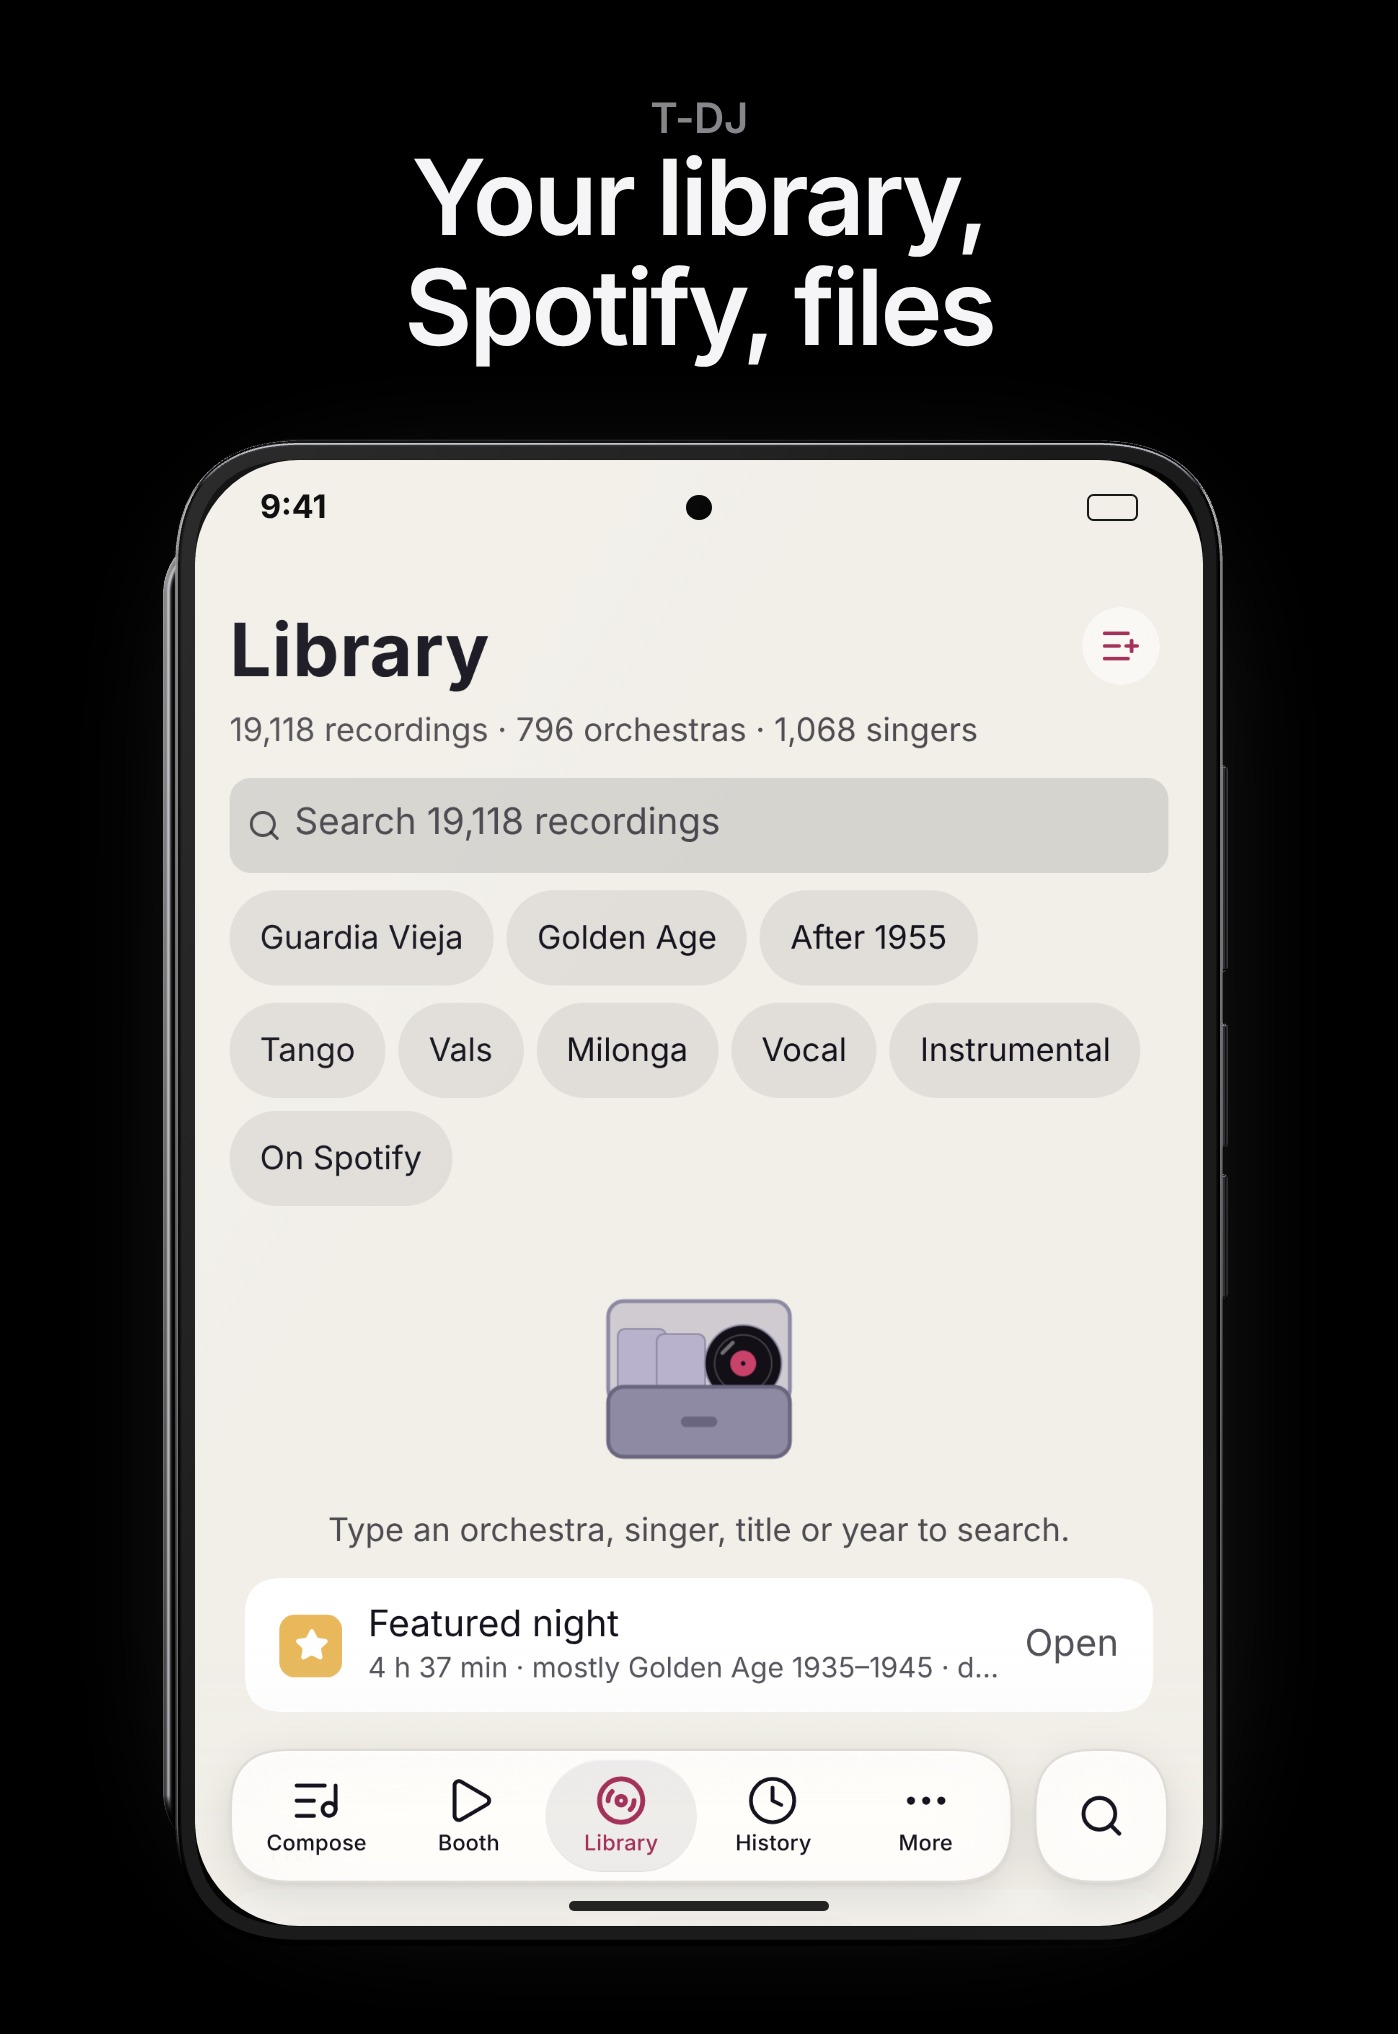 T-DJ
Your library,
Spotify, files
9:41
Library
19,118 recordings · 796 orchestras · 1,068 singers
Search 19,118 recordings
Guardia Vieja
Golden Age
After 1955
Tango
Vals
Milonga
Vocal
Instrumental
On Spotify
Type an orchestra, singer, title or year to search.
Featured night
4 h 37 min · mostly Golden Age 1935–1945 · d...
Open
Compose
Booth
Library
History
More